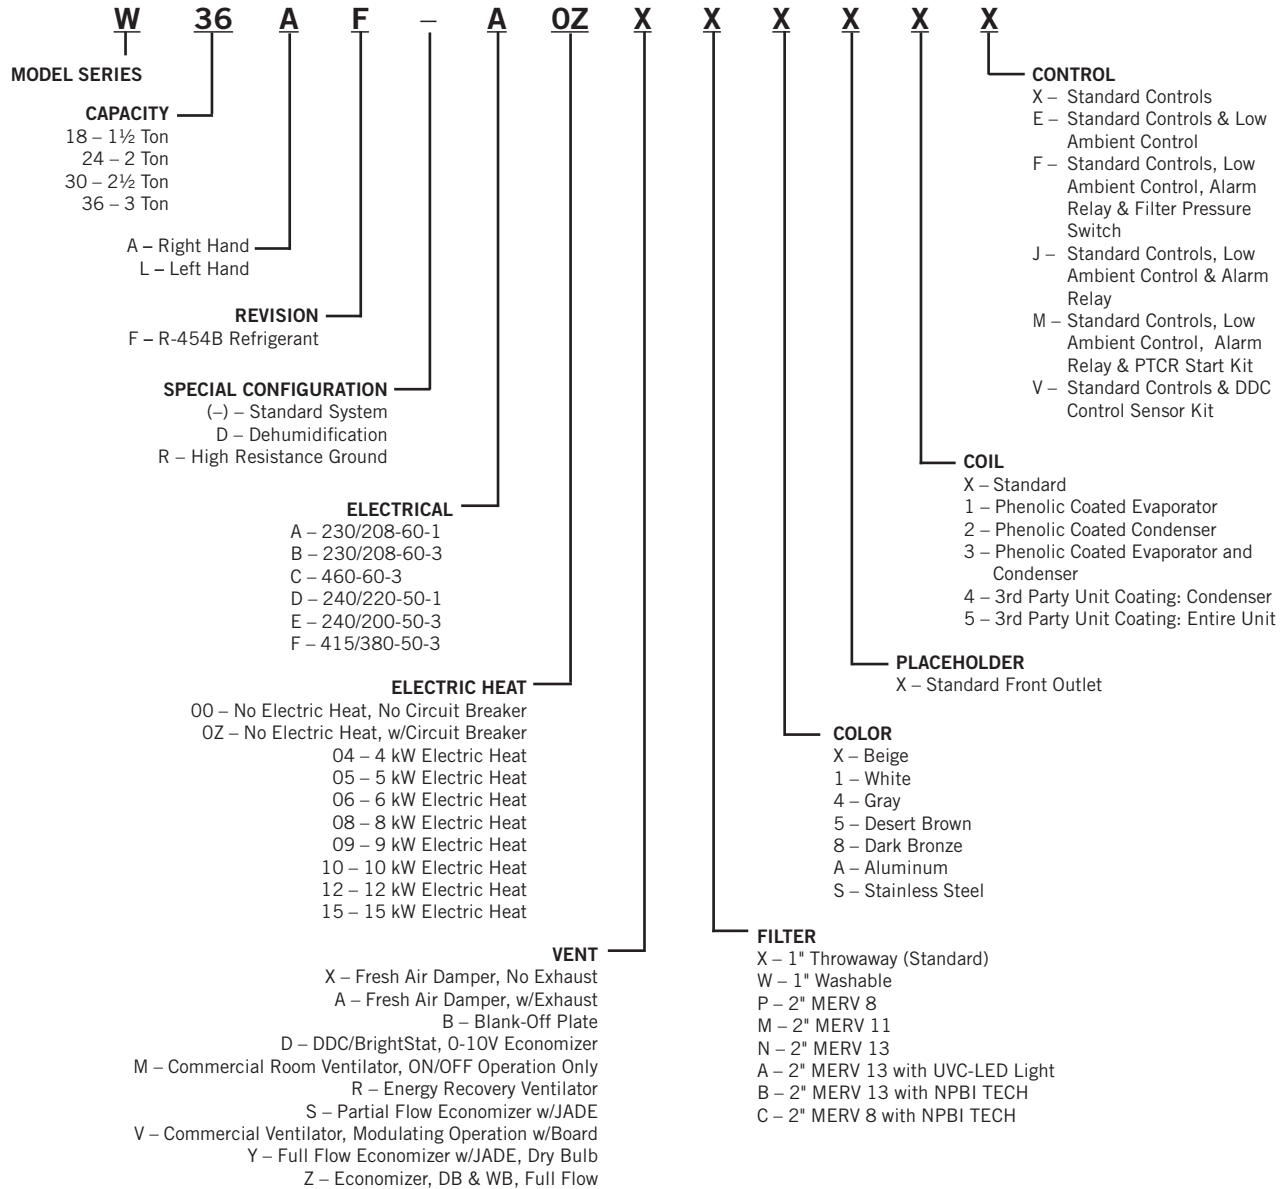 W 36 A F – A 0Z X X X X X X
MODEL SERIES
CAPACITY
18 – 1½ Ton
24 – 2 Ton
30 – 2½ Ton
36 – 3 Ton
A – Right Hand
L – Left Hand
REVISION
F – R-454B Refrigerant
SPECIAL CONFIGURATION
(–) – Standard System
D – Dehumidification
R – High Resistance Ground
ELECTRICAL
A – 230/208-60-1
B – 230/208-60-3
C – 460-60-3
D – 240/220-50-1
E – 240/200-50-3
F – 415/380-50-3
ELECTRIC HEAT
00 – No Electric Heat, No Circuit Breaker
0Z – No Electric Heat, w/Circuit Breaker
04 – 4 kW Electric Heat
05 – 5 kW Electric Heat
06 – 6 kW Electric Heat
08 – 8 kW Electric Heat
09 – 9 kW Electric Heat
10 – 10 kW Electric Heat
12 – 12 kW Electric Heat
15 – 15 kW Electric Heat
VENT
X – Fresh Air Damper, No Exhaust
A – Fresh Air Damper, w/Exhaust
B – Blank-Off Plate
D – DDC/BrightStat, 0-10V Economizer
M – Commercial Room Ventilator, ON/OFF Operation Only
R – Energy Recovery Ventilator
S – Partial Flow Economizer w/JADE
V – Commercial Ventilator, Modulating Operation w/Board
Y – Full Flow Economizer w/JADE, Dry Bulb
Z – Economizer, DB & WB, Full Flow
FILTER
X – 1" Throwaway (Standard)
W – 1" Washable
P – 2" MERV 8
M – 2" MERV 11
N – 2" MERV 13
A – 2" MERV 13 with UVC-LED Light
B – 2" MERV 13 with NPBI TECH
C – 2" MERV 8 with NPBI TECH
COLOR
X – Beige
1 – White
4 – Gray
5 – Desert Brown
8 – Dark Bronze
A – Aluminum
S – Stainless Steel
PLACEHOLDER
X – Standard Front Outlet
COIL
X – Standard
1 – Phenolic Coated Evaporator
2 – Phenolic Coated Condenser
3 – Phenolic Coated Evaporator and
Condenser
4 – 3rd Party Unit Coating: Condenser
5 – 3rd Party Unit Coating: Entire Unit
CONTROL
X – Standard Controls
E – Standard Controls & Low
Ambient Control
F – Standard Controls, Low
Ambient Control, Alarm
Relay & Filter Pressure
Switch
J – Standard Controls, Low
Ambient Control & Alarm
Relay
M – Standard Controls, Low
Ambient Control, Alarm
Relay & PTCR Start Kit
V – Standard Controls & DDC
Control Sensor Kit